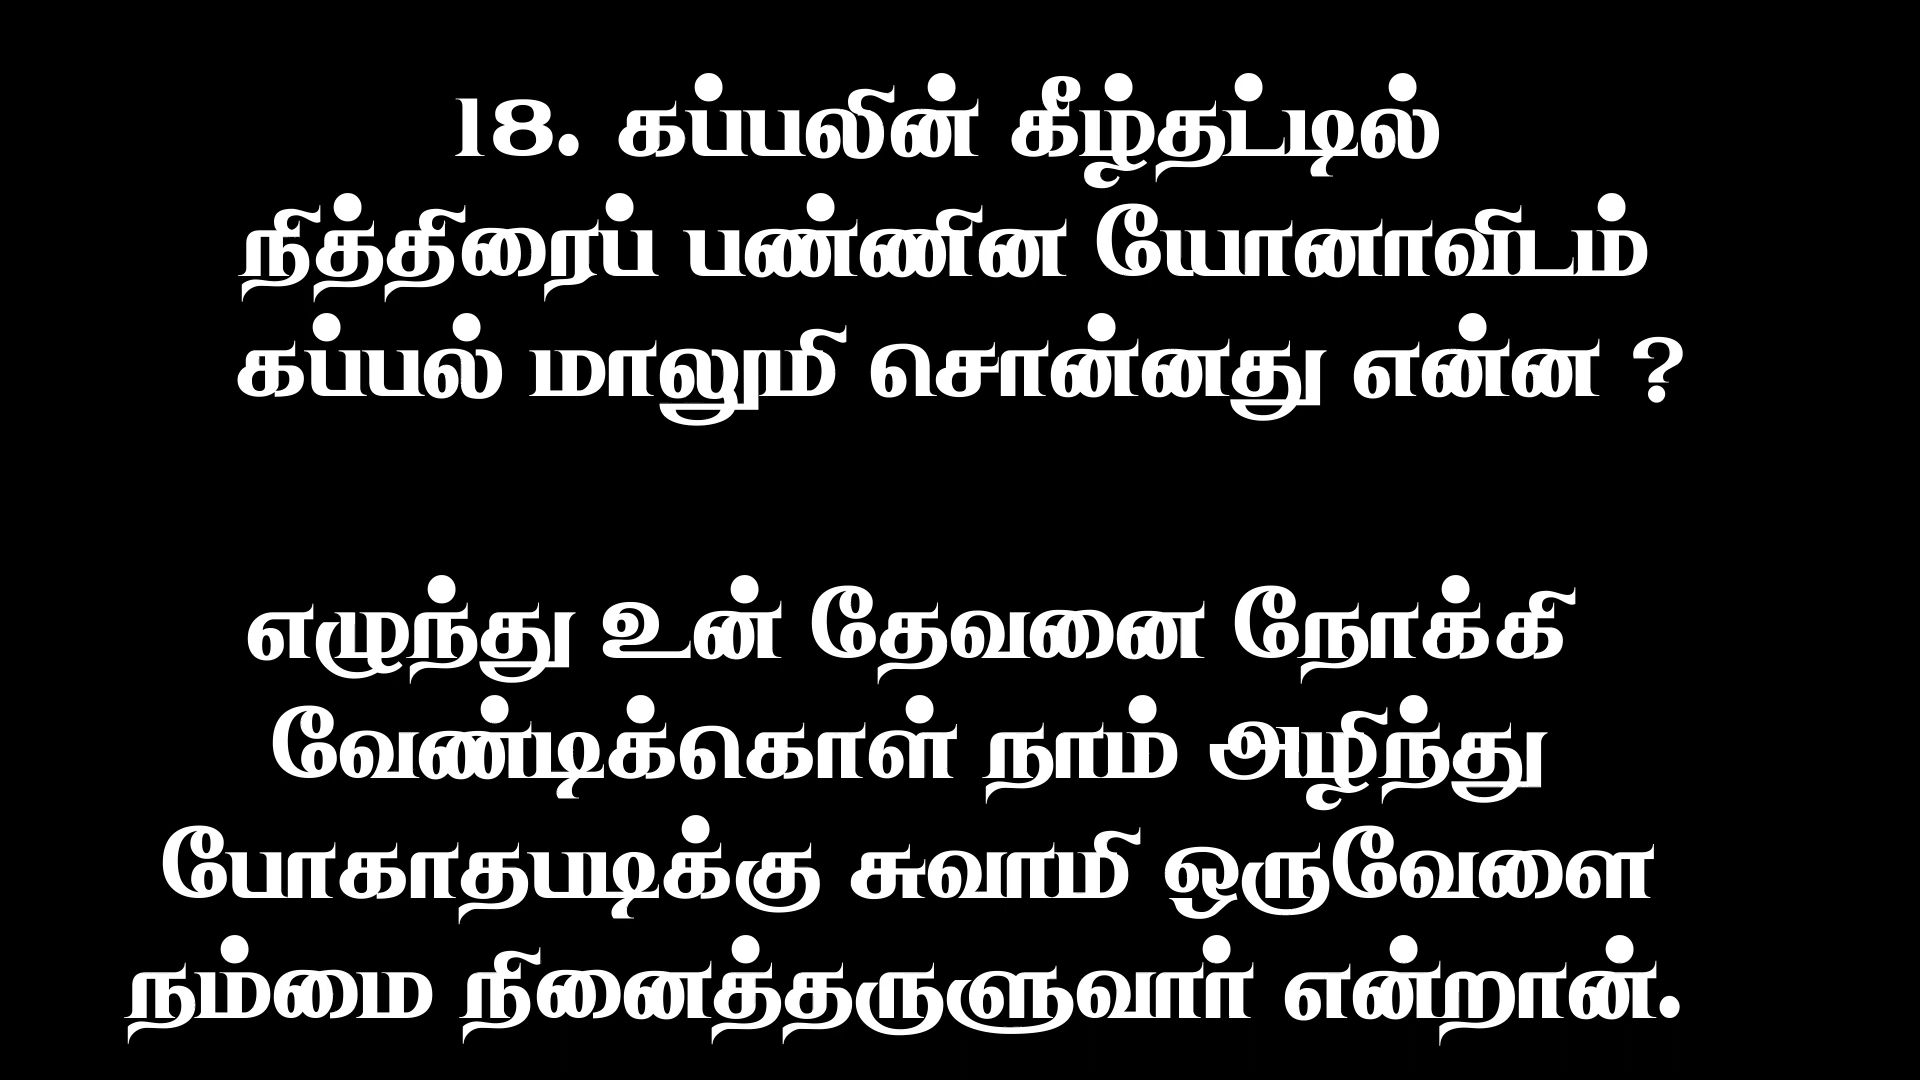 18. கப்பலின் கீழ்தட்டில்
நித்திரைப் பண்ணின யோனாவிடம்
கப்பல் மாலுமி சொன்னது என்ன ?
எழுந்து உன் தேவனை நோக்கி
வேண்டிக்கொள் நாம் அழிந்து
போகாதபடிக்கு சுவாமி ஒருவேளை
நம்மை நினைத்தருளுவார் என்றான்.